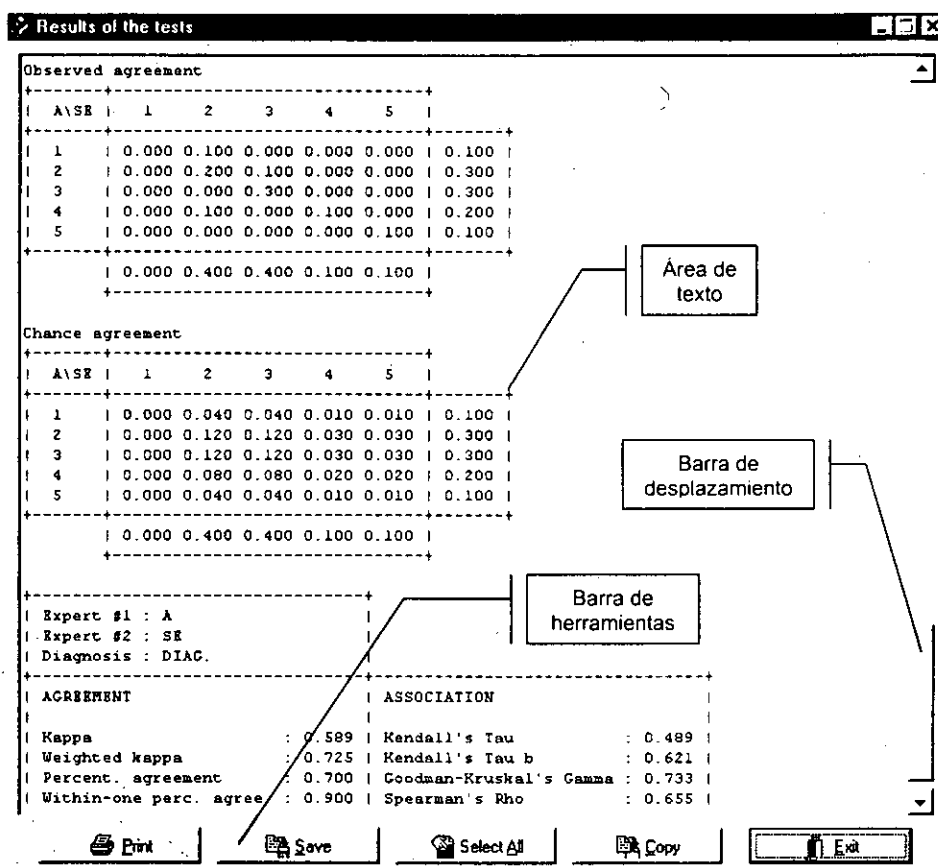 Results of the tests
Observed agreement
A\SE | 1 2 3 4 5
1 | 0.000 0.100 0.000 0.000 0.000 | 0.100
2 | 0.000 0.200 0.100 0.000 0.000 | 0.300
3 | 0.000 0.000 0.300 0.000 0.000 | 0.300
4 | 0.000 0.100 0.000 0.100 0.000 | 0.200
5 | 0.000 0.000 0.000 0.000 0.100 | 0.100
| 0.000 0.400 0.400 0.100 0.100 |
Área de
texto
Chance agreement
A\SE | 1 2 3 4 5
1 | 0.000 0.040 0.040 0.010 0.010 | 0.100
2 | 0.000 0.120 0.120 0.030 0.030 | 0.300
3 | 0.000 0.120 0.120 0.030 0.030 | 0.300
4 | 0.000 0.080 0.080 0.020 0.020 | 0.200
5 | 0.000 0.040 0.040 0.010 0.010 | 0.100
| 0.000 0.400 0.400 0.100 0.100 |
Barra de
desplazamiento
Barra de
herramientas
Expert #1 : A
Expert #2 : SE
Diagnosis : DIAG.
AGREEMENT | ASSOCIATION
Kappa : 0.589 | Kendall's Tau : 0.489
Weighted kappa : 0.725 | Kendall's Tau b : 0.621
Percent. agreement : 0.700 | Goodman-Kruskal's Gamma : 0.733
Within-one perc. agree. : 0.900 | Spearman's Rho : 0.655
Print Save Select All Copy Exit